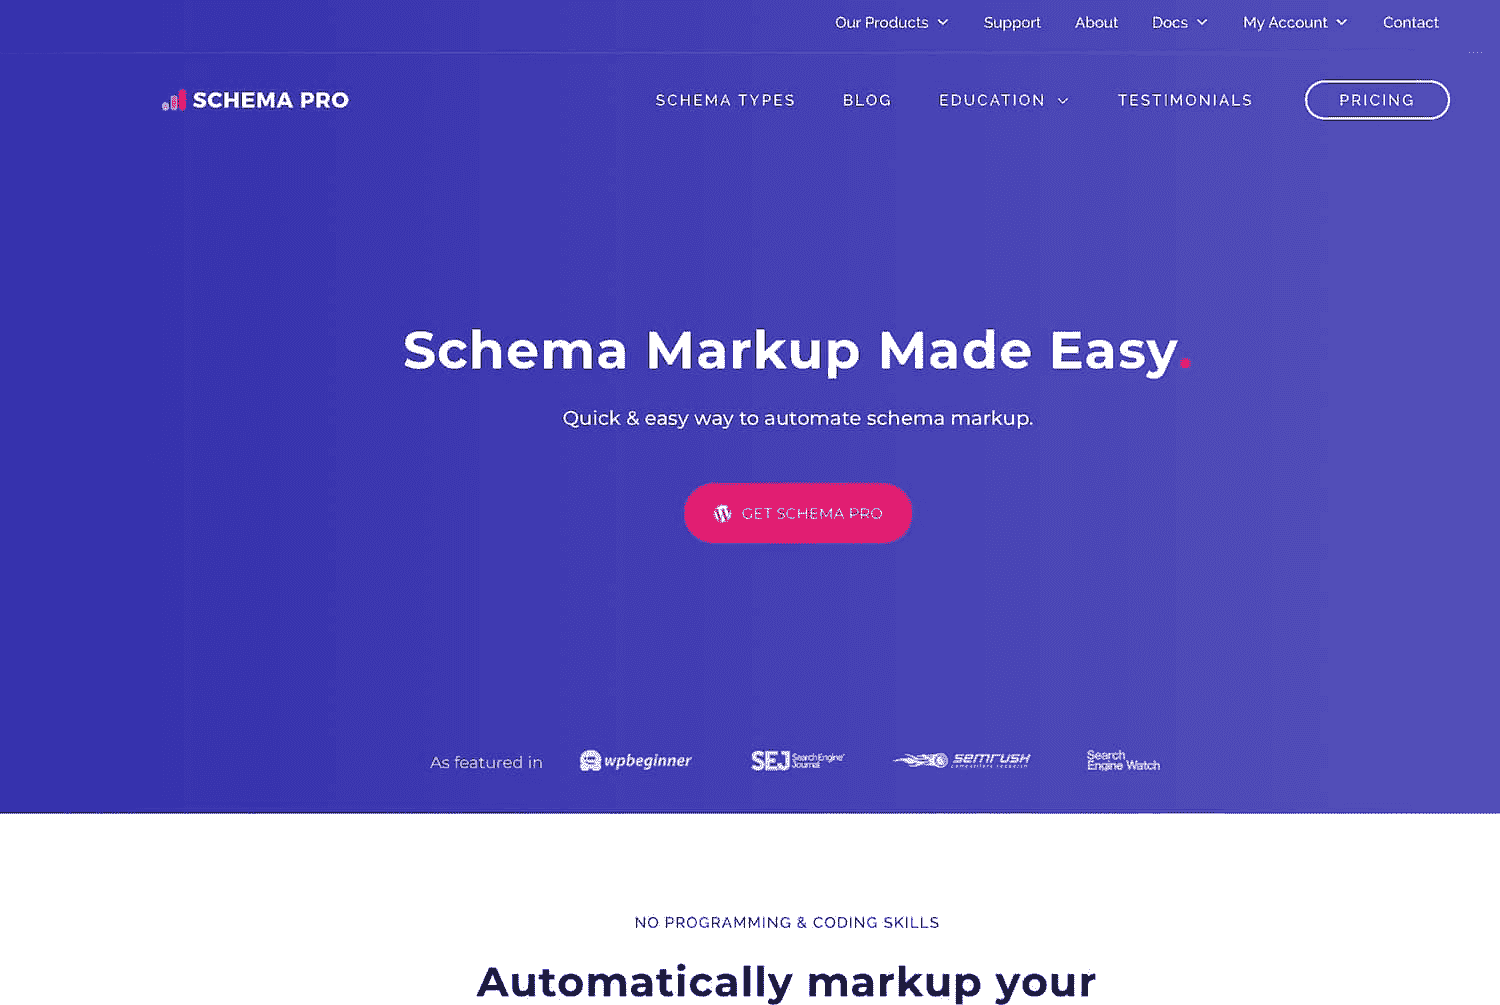 Our Products Support About Docs My Account Contact
SCHEMA PRO SCHEMA TYPES BLOG EDUCATION TESTIMONIALS PRICING
Schema Markup Made Easy.
Quick & easy way to automate schema markup.
GET SCHEMA PRO
As featured in wpbeginner SEJ Search Engine Journal semrush Search Engine Watch
NO PROGRAMMING & CODING SKILLS
Automatically markup your